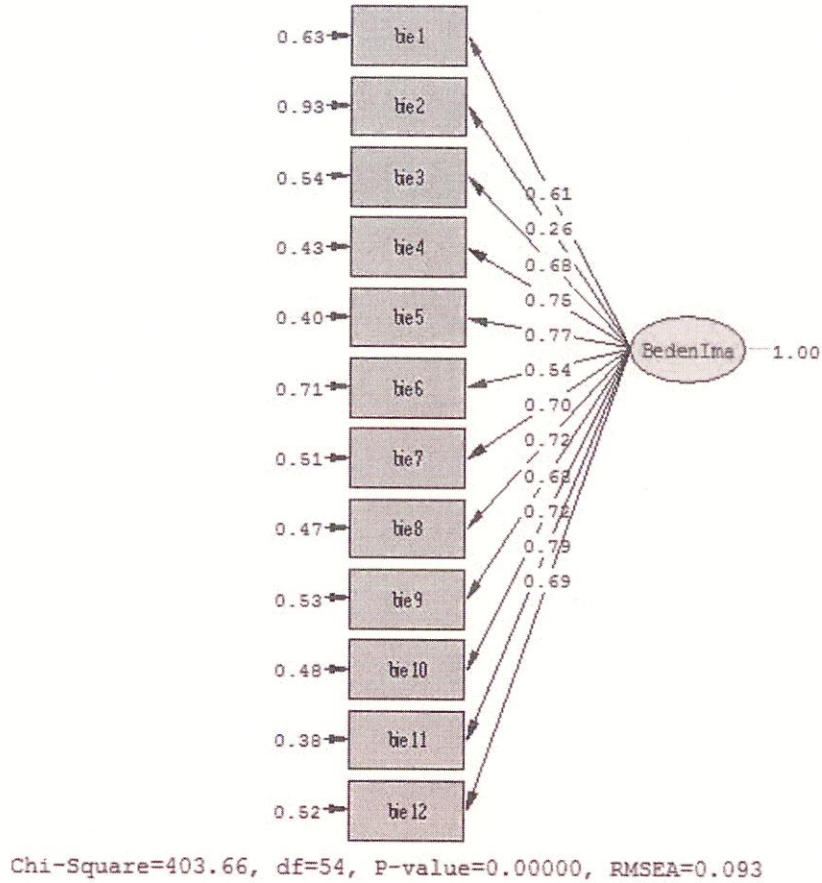 0.63 bie1
0.93 bie2
0.54 bie3
0.43 bie4
0.40 bie5
0.71 bie6
0.51 bie7
0.47 bie8
0.53 bie9
0.48 bie10
0.38 bie11
0.52 bie12
0.61
0.26
0.68
0.75
0.77
0.54
0.70
0.72
0.68
0.72
0.79
0.69
BedenIma 1.00
Chi-Square=403.66, df=54, P-value=0.00000, RMSEA=0.093